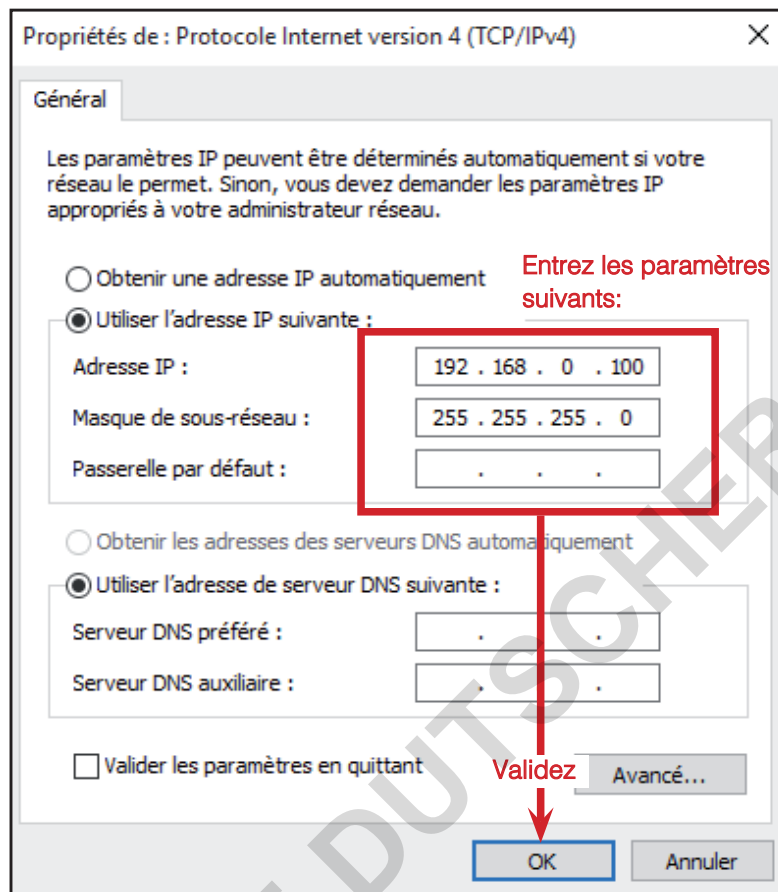 Propriétés de : Protocole Internet version 4 (TCP/IPv4)
Général
Les paramètres IP peuvent être déterminés automatiquement si votre
réseau le permet. Sinon, vous devez demander les paramètres IP
appropriés à votre administrateur réseau.
Obtenir une adresse IP automatiquement
Entrez les paramètres
suivants:
Utiliser l'adresse IP suivante :
Adresse IP : 192 . 168 . 0 . 100
Masque de sous-réseau : 255 . 255 . 255 . 0
Passerelle par défaut : . . .
Obtenir les adresses des serveurs DNS automatiquement
Utiliser l'adresse de serveur DNS suivante :
Serveur DNS préféré : . .
Serveur DNS auxiliaire : . .
Valider les paramètres en quittant
Validez
Avancé...
OK Annuler
DUTSCHER